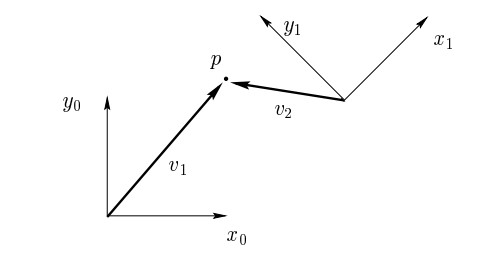 y₁
x₁
p
y₀
v₂
v₁
x₀